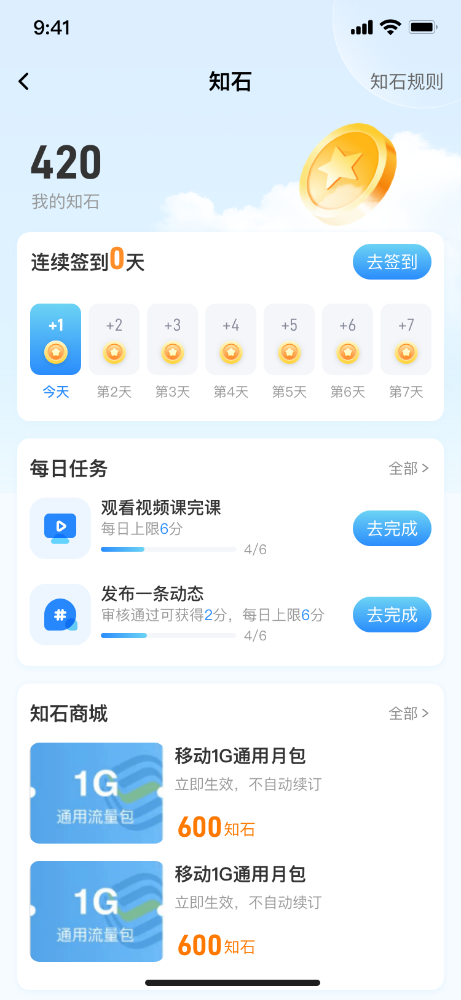 9:41
知石
知石规则
420
我的知石
连续签到0天
去签到
+1
+2
+3
+4
+5
+6
+7
今天
第2天
第3天
第4天
第5天
第6天
第7天
每日任务
全部 >
观看视频课完课
每日上限6分
4/6
去完成
发布一条动态
审核通过可获得2分，每日上限6分
4/6
去完成
知石商城
全部 >
1G
通用流量包
移动1G通用月包
立即生效，不自动续订
600知石
1G
通用流量包
移动1G通用月包
立即生效，不自动续订
600知石